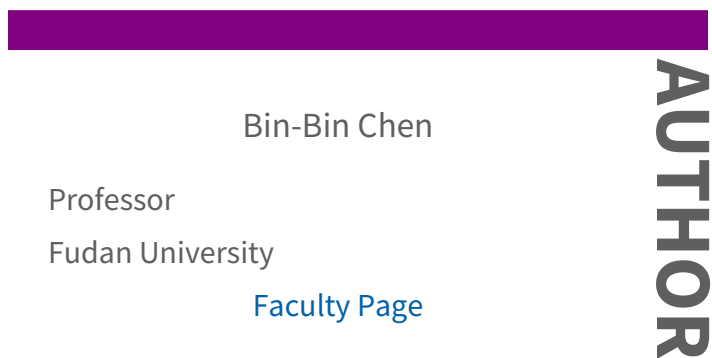 Bin-Bin Chen
Professor
Fudan University
Faculty Page
AUTHOR